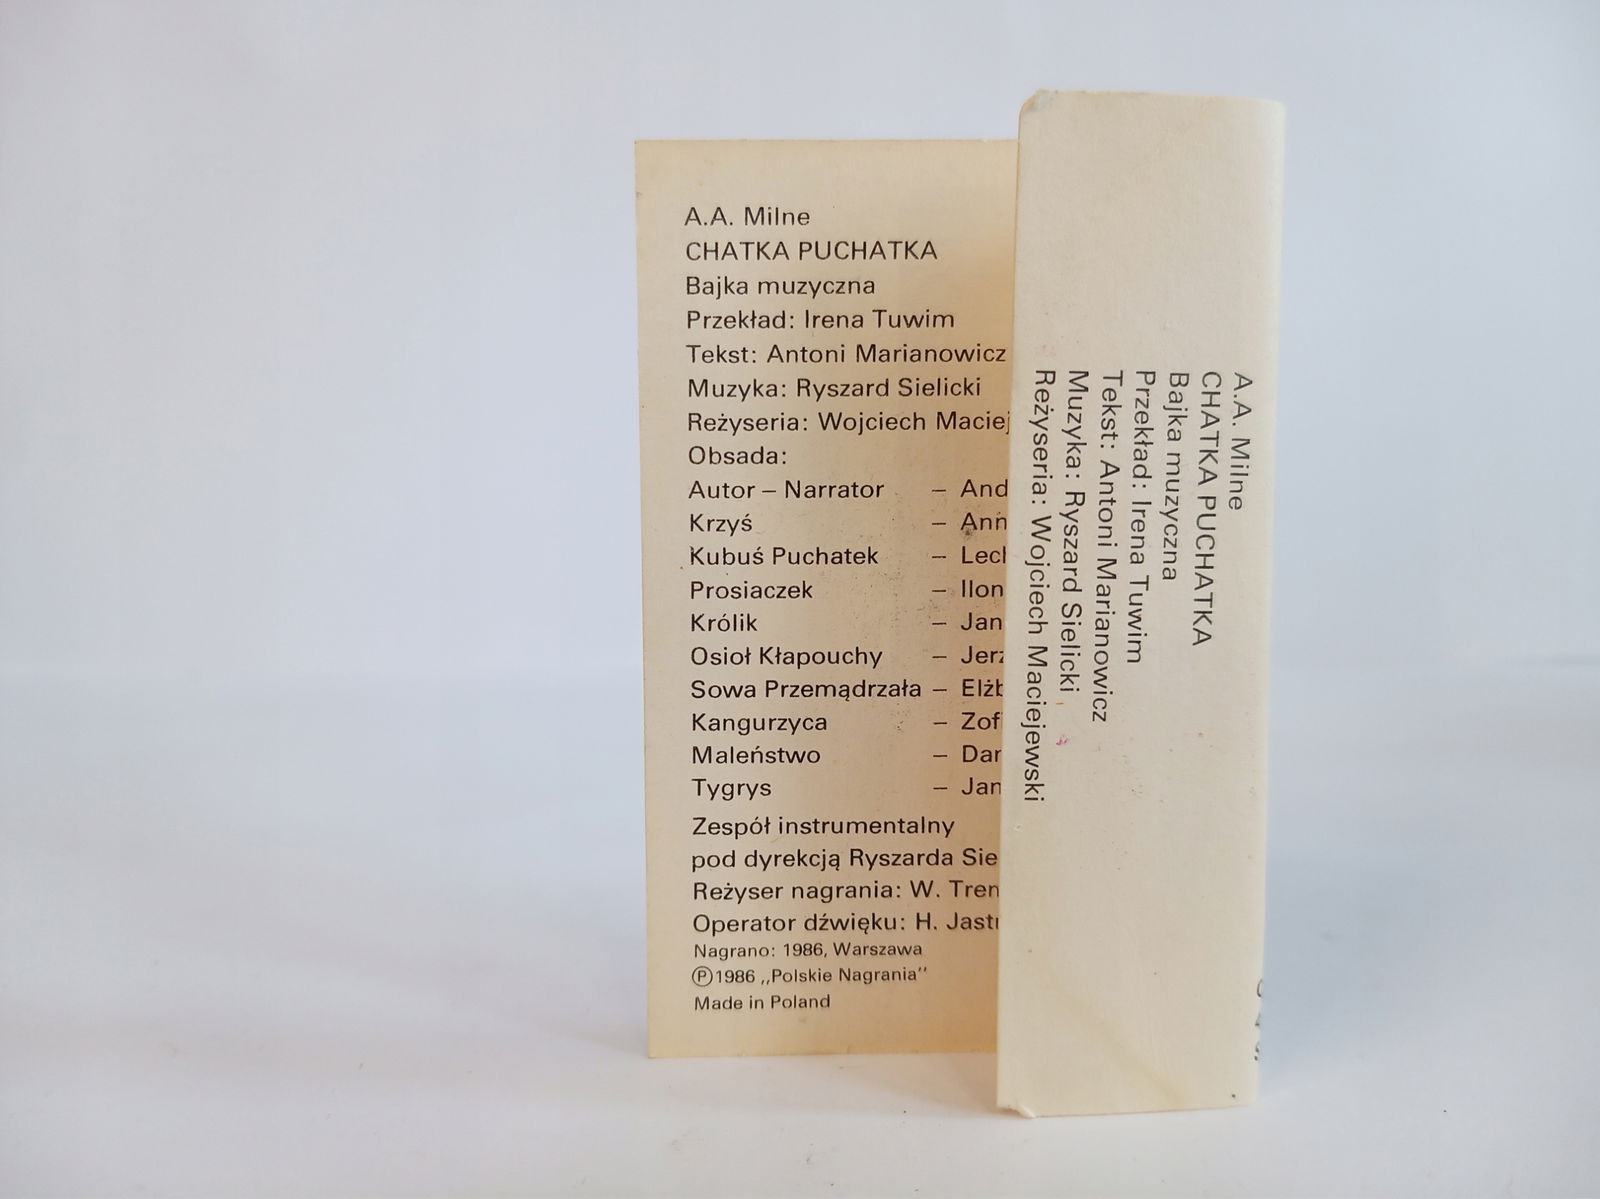 A.A. Milne
CHATKA PUCHATKA
Bajka muzyczna
Przekład: Irena Tuwim
Tekst: Antoni Marianowicz
Muzyka: Ryszard Sielicki
Reżyseria: Wojciech Maciej
Obsada:
Autor – Narrator – And
Krzyś – Ann
Kubuś Puchatek – Lech
Prosiaczek – Ilon
Królik – Jan
Osioł Kłapouchy – Jerz
Sowa Przemądrzała – Elżb
Kangurzyca – Zof
Maleństwo – Dar
Tygrys – Jan
Zespół instrumentalny
pod dyrekcją Ryszarda Sie
Reżyser nagrania: W. Tren
Operator dźwięku: H. Jast
Nagrano: 1986, Warszawa
Ⓟ1986 „Polskie Nagrania”
Made in Poland
A.A. Milne
CHATKA PUCHATKA
Bajka muzyczna
Przekład: Irena Tuwim
Tekst: Antoni Marianowicz
Muzyka: Ryszard Sielicki
Reżyseria: Wojciech Maciejewski